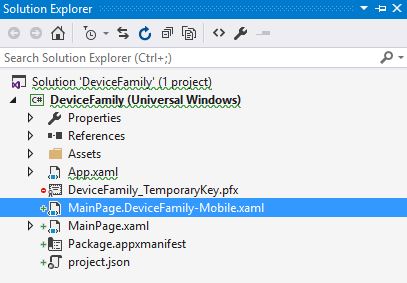 Solution Explorer
Search Solution Explorer (Ctrl+;)
Solution 'DeviceFamily' (1 project)
C# DeviceFamily (Universal Windows)
Properties
References
Assets
App.xaml
DeviceFamily_TemporaryKey.pfx
MainPage.DeviceFamily-Mobile.xaml
MainPage.xaml
Package.appxmanifest
project.json